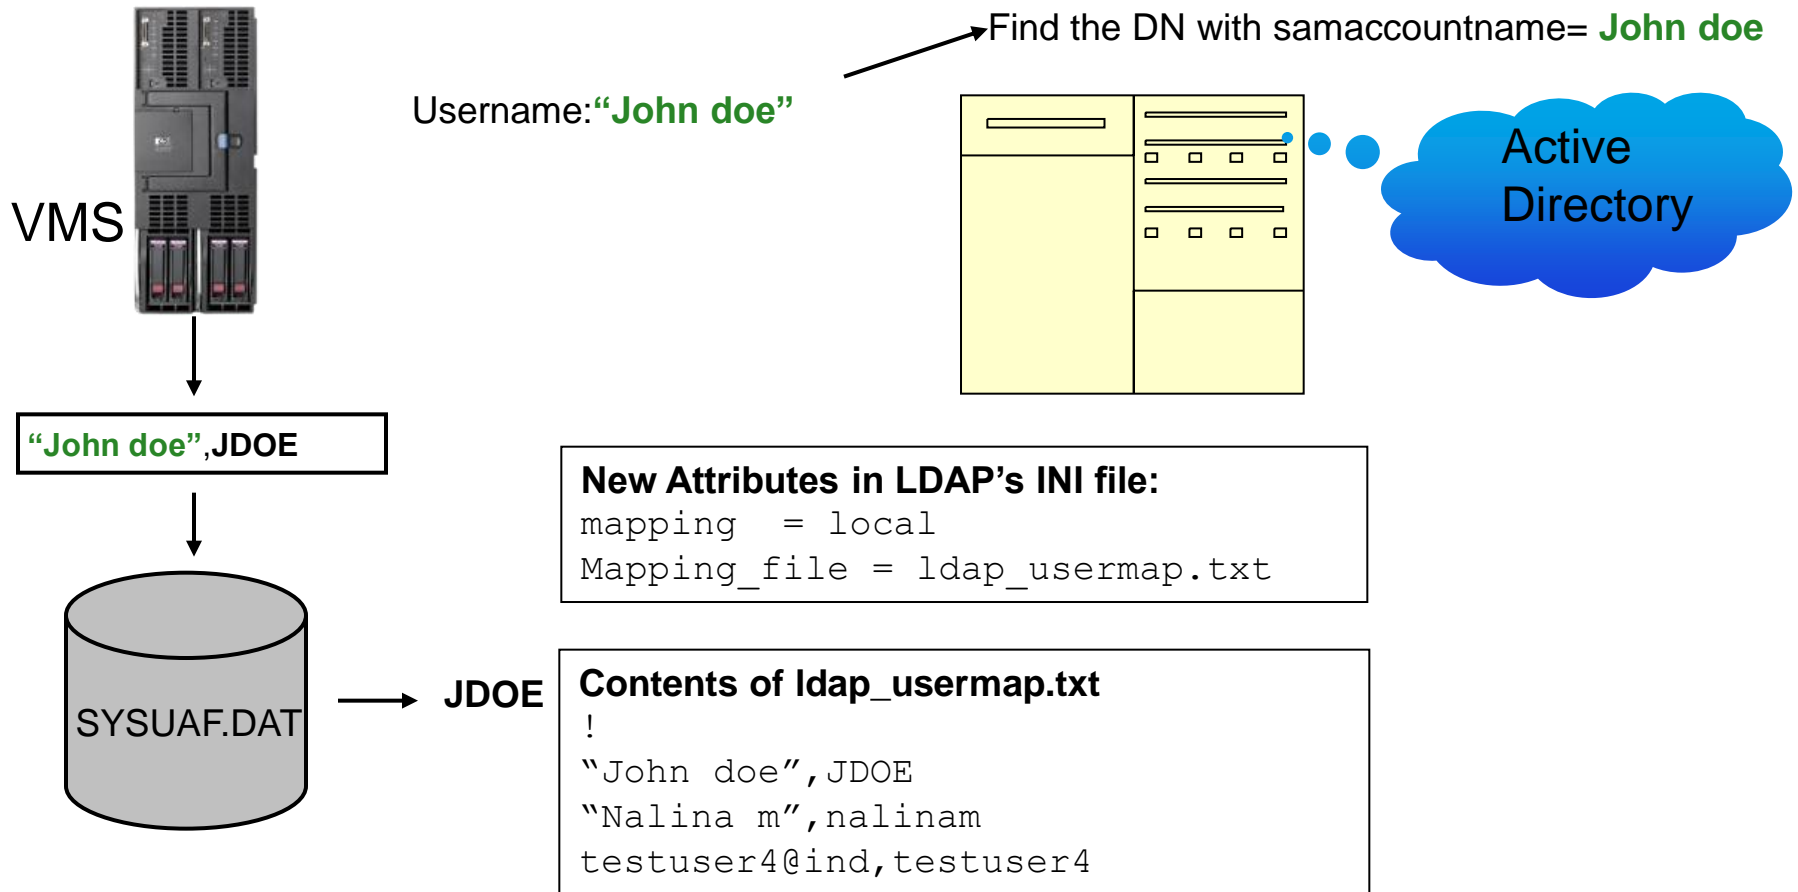 Find the DN with samaccountname= John doe
Username:“John doe”
Active
Directory
VMS
“John doe”,JDOE
New Attributes in LDAP’s INI file:
mapping  = local
Mapping_file = ldap_usermap.txt
SYSUAF.DAT
JDOE
Contents of ldap_usermap.txt
!
“John doe”,JDOE
“Nalina m”,nalinam
testuser4@ind,testuser4